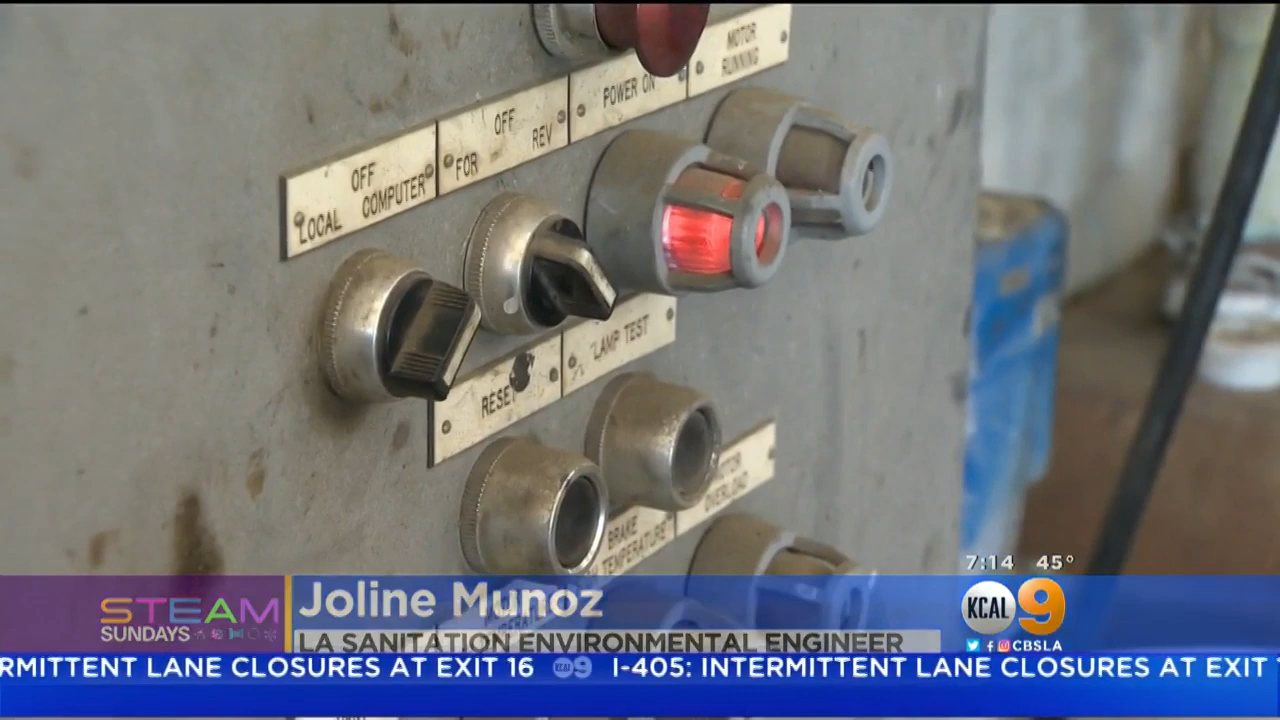 MOTOR
RUNNING
POWER ON
OFF
FOR REV
OFF
LOCAL COMPUTER
LAMP TEST
RESET
MOTOR
OVERLOAD
BRAKE
TEMPERATURE
7:14 45°
STEAM
SUNDAYS
Joline Munoz
LA SANITATION ENVIRONMENTAL ENGINEER
KCAL 9
CBSLA
RMITTENT LANE CLOSURES AT EXIT 16 KCAL 9 I-405: INTERMITTENT LANE CLOSURES AT EXIT